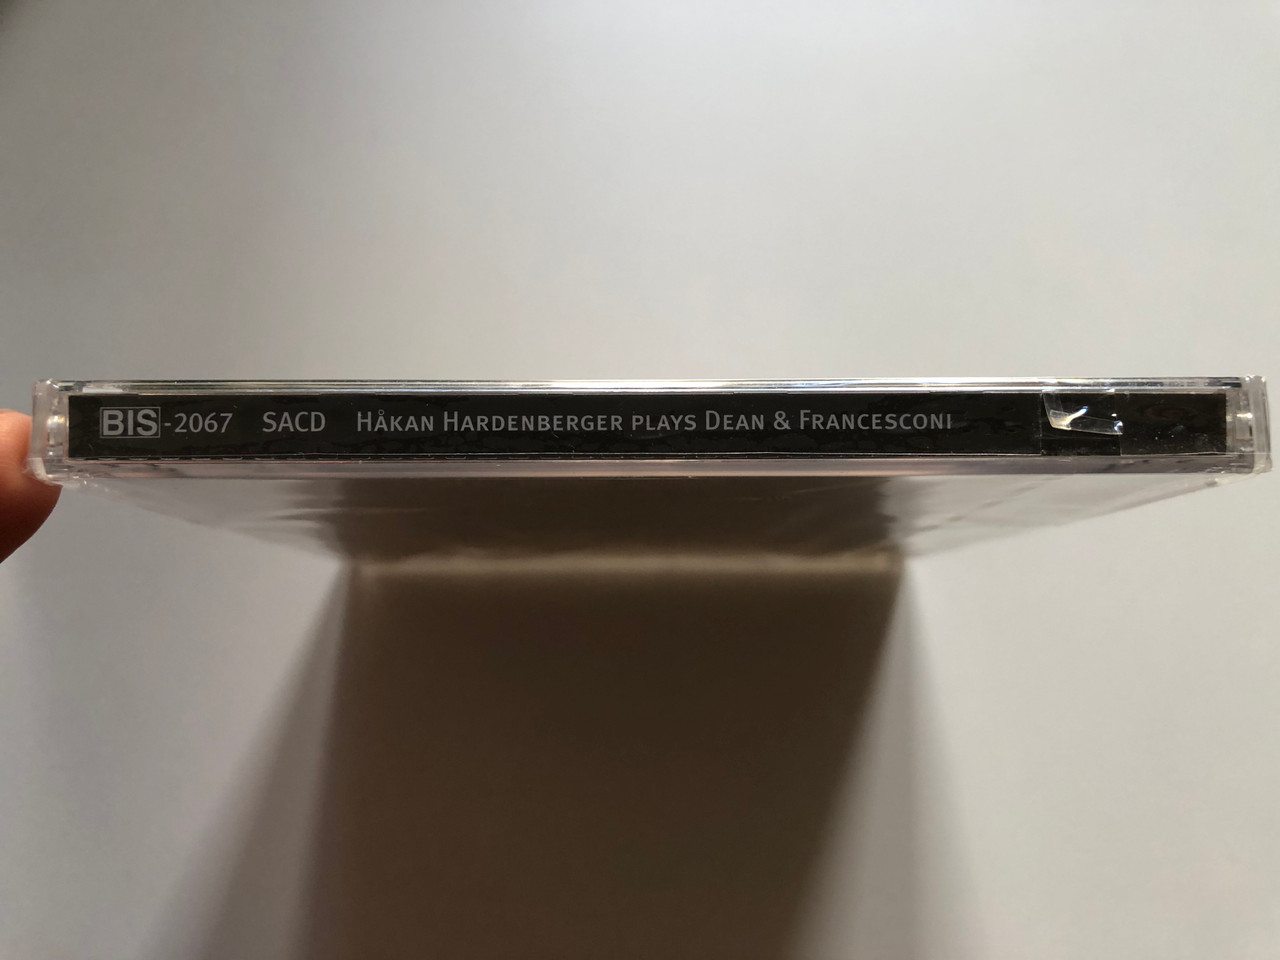 BIS-2067 SACD HÅKAN HARDENBERGER PLAYS DEAN & FRANCESCONI